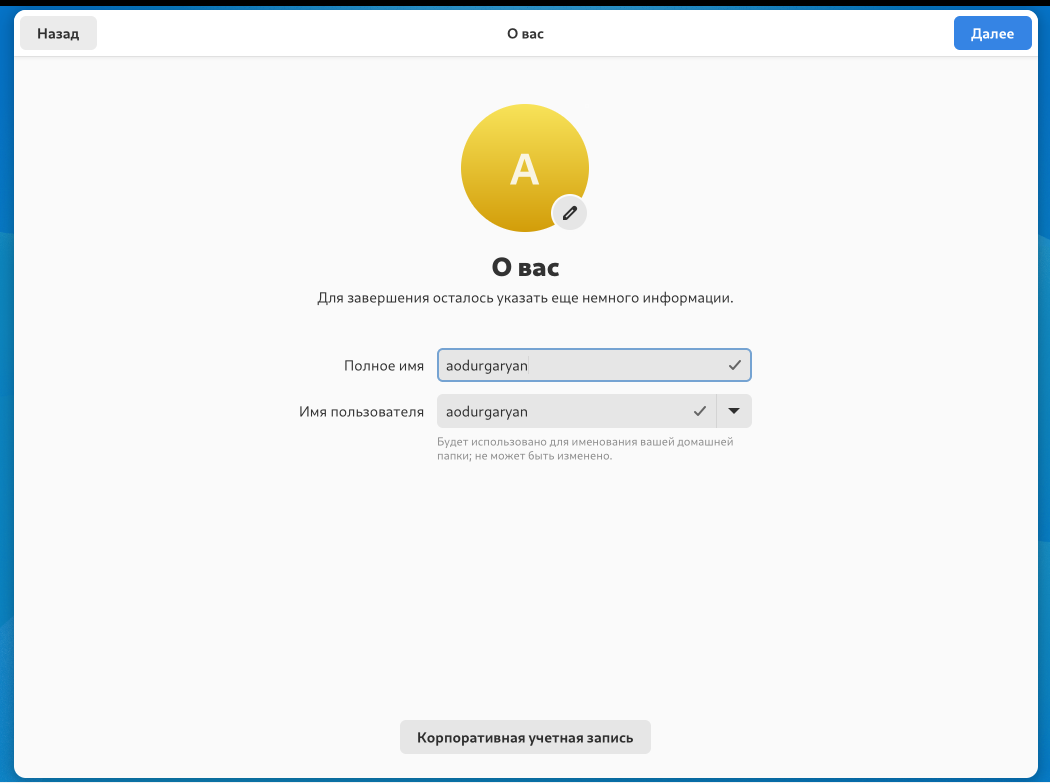 Назад
О вас
Далее
A
О вас
Для завершения осталось указать еще немного информации.
Полное имя
aodurgaryan
Имя пользователя
aodurgaryan
Будет использовано для именования вашей домашней
папки; не может быть изменено.
Корпоративная учетная запись